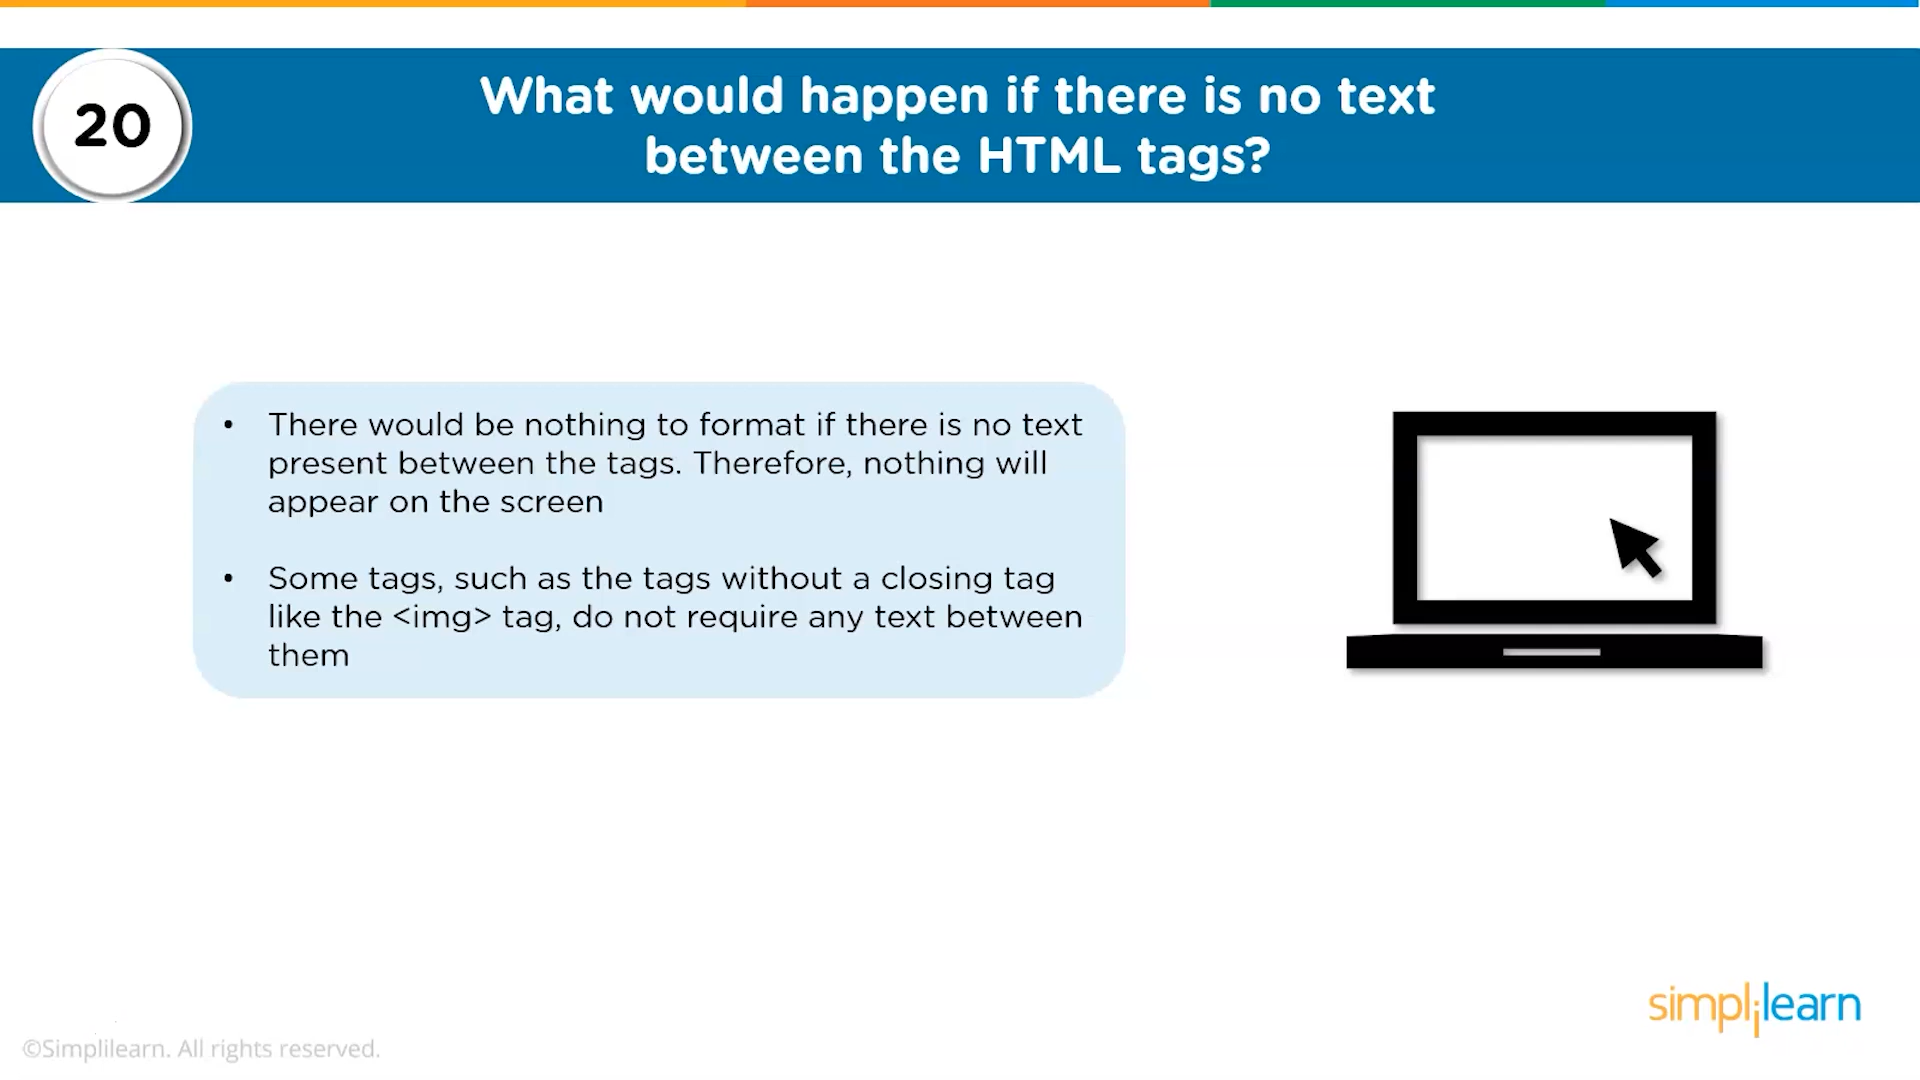 20
What would happen if there is no text
between the HTML tags?
• There would be nothing to format if there is no text
present between the tags. Therefore, nothing will
appear on the screen
• Some tags, such as the tags without a closing tag
like the <img> tag, do not require any text between
them
simplilearn
©Simplilearn. All rights reserved.